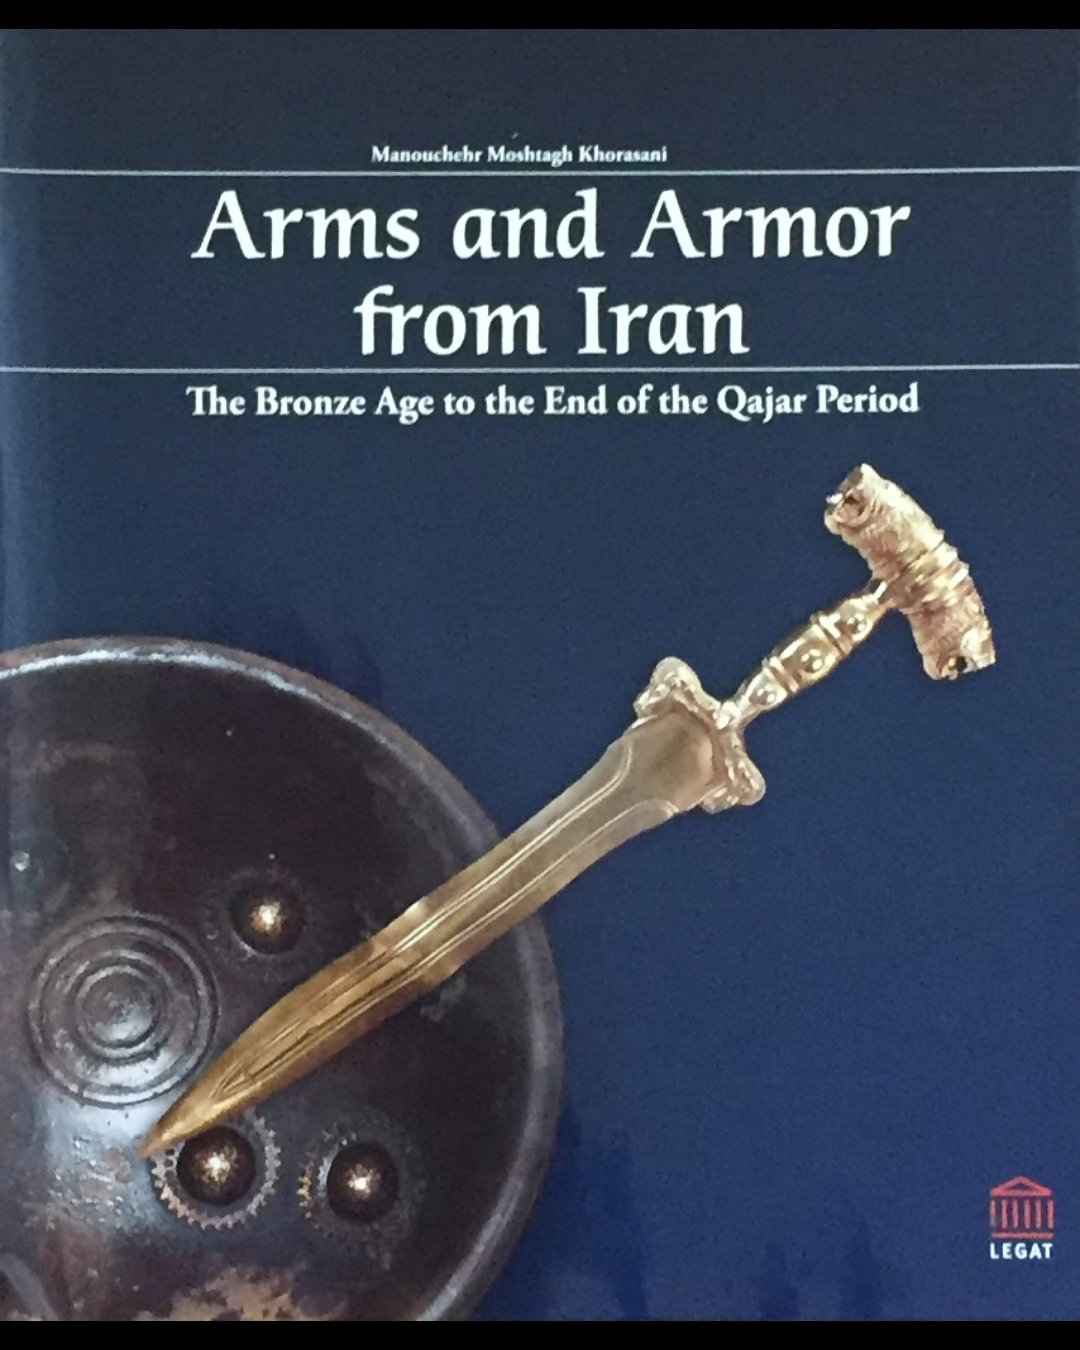 Manouchehr Moshtagh Khorasani
Arms and Armor
from Iran
The Bronze Age to the End of the Qajar Period
LEGAT